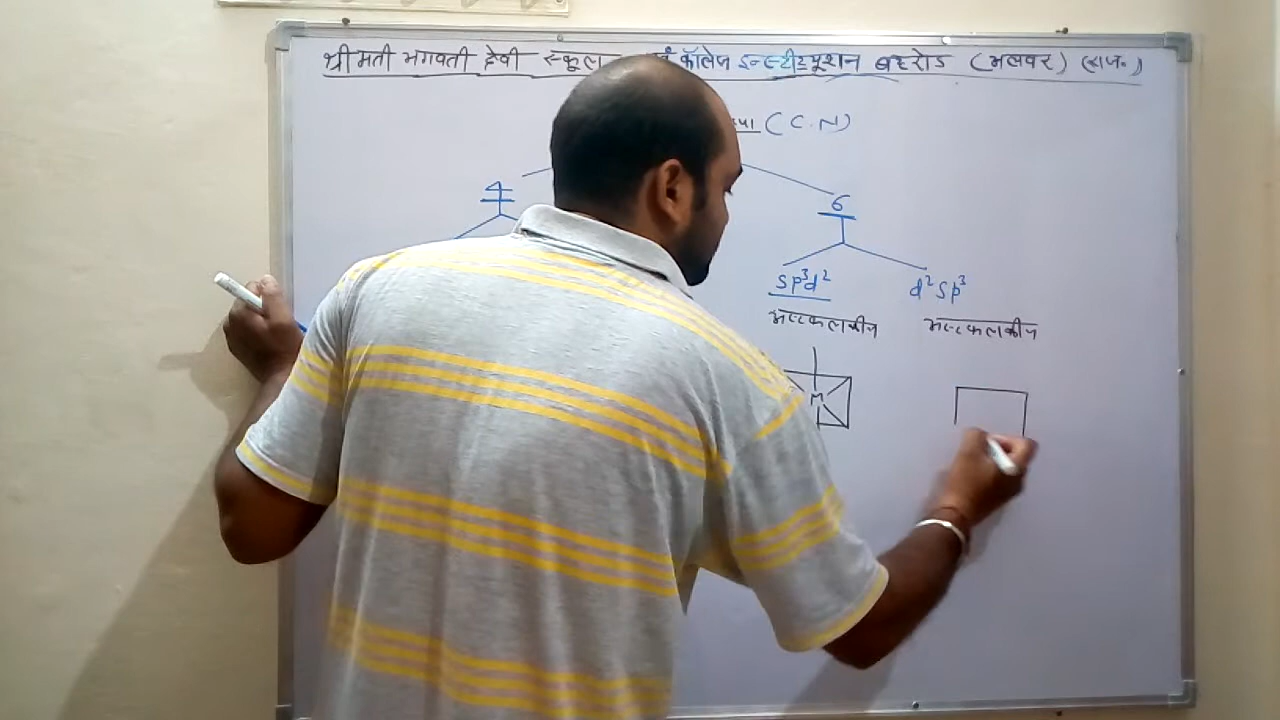 श्रीमती भगवती देवी स्कूल कॉलेज इन्स्टीट्यूशन बहरोड (अलवर) (राज॰)
(C.N)
4 6
sp³d² d²sp³
अष्टफलकीय अष्टफलकीय
M